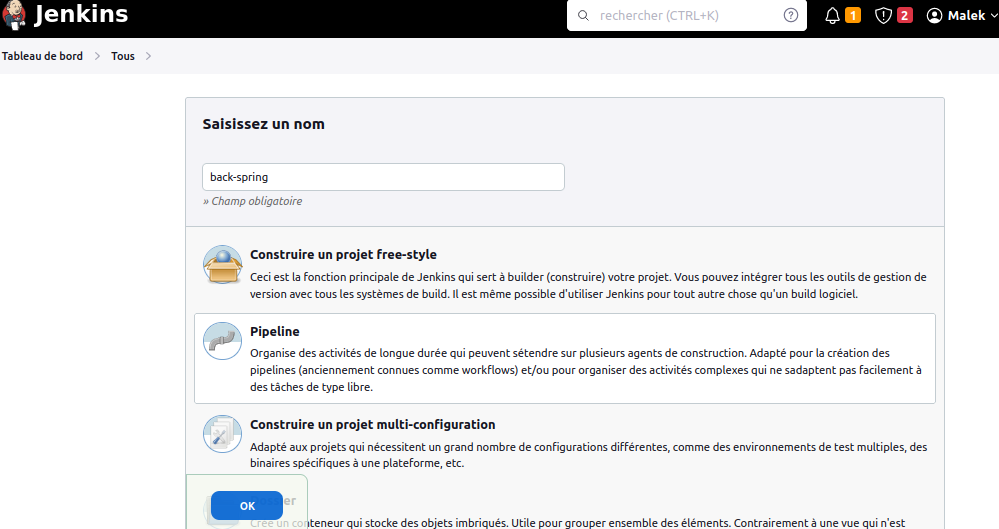 Jenkins
rechercher (CTRL+K)
1
2
Malek
Tableau de bord
Tous
Saisissez un nom
back-spring
» Champ obligatoire
Construire un projet free-style
Ceci est la fonction principale de Jenkins qui sert à builder (construire) votre projet. Vous pouvez intégrer tous les outils de gestion de
version avec tous les systèmes de build. Il est même possible d'utiliser Jenkins pour tout autre chose qu'un build logiciel.
Pipeline
Organise des activités de longue durée qui peuvent sétendre sur plusieurs agents de construction. Adapté pour la création des
pipelines (anciennement connues comme workflows) et/ou pour organiser des activités complexes qui ne sadaptent pas facilement à
des tâches de type libre.
Construire un projet multi-configuration
Adapté aux projets qui nécessitent un grand nombre de configurations différentes, comme des environnements de test multiples, des
binaires spécifiques à une plateforme, etc.
OK
Crée un conteneur qui stocke des objets imbriqués. Utile pour grouper ensemble des éléments. Contrairement à une vue qui n'est